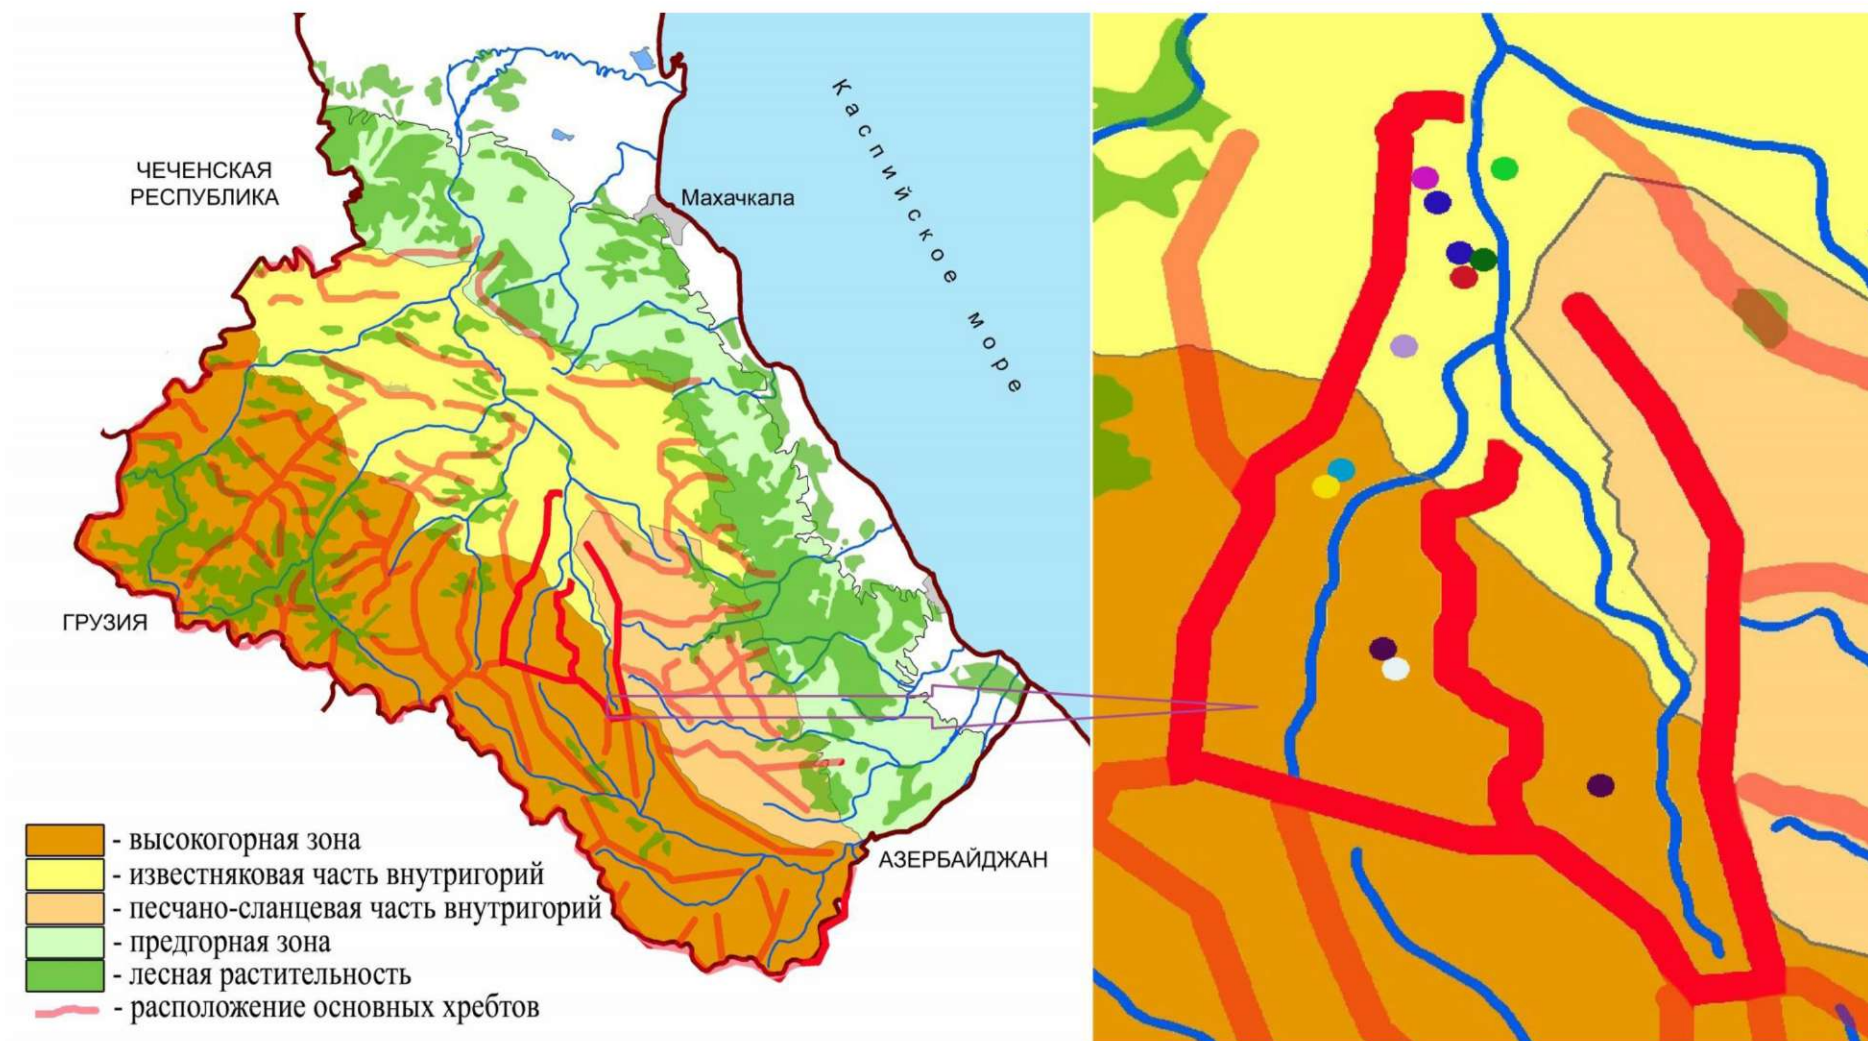 ЧЕЧЕНСКАЯ
РЕСПУБЛИКА
Махачкала
Каспийское море
ГРУЗИЯ
АЗЕРБАЙДЖАН
- высокогорная зона
- известняковая часть внутригорий
- песчано-сланцевая часть внутригорий
- предгорная зона
- лесная растительность
- расположение основных хребтов